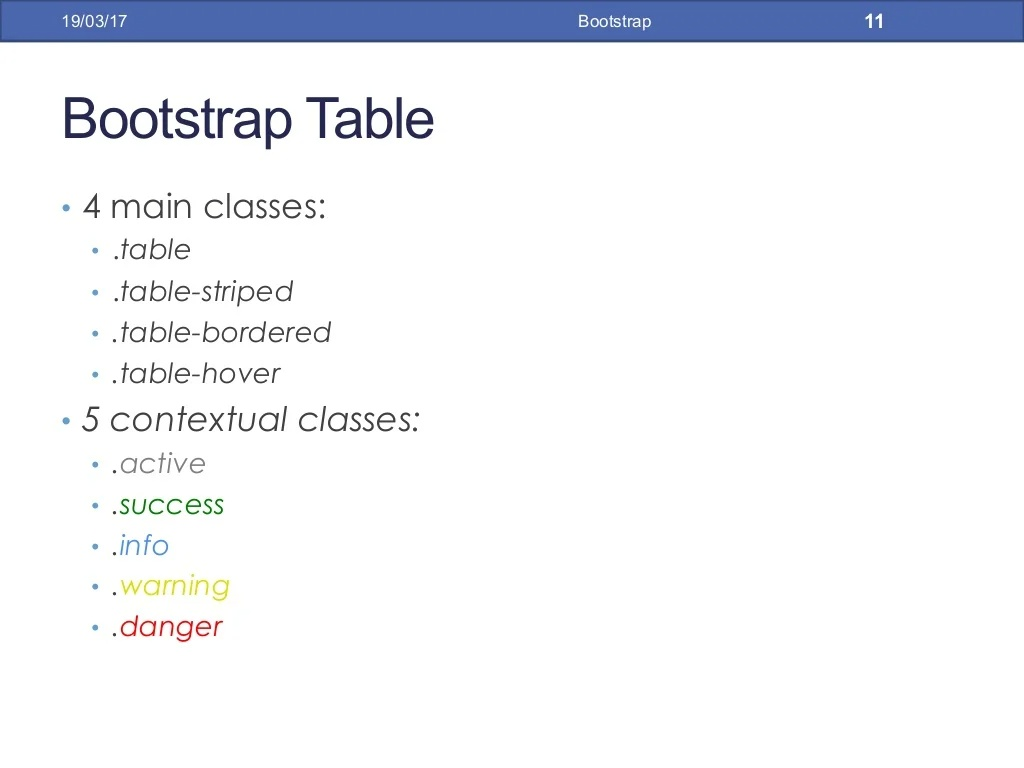 19/03/17 Bootstrap 11
Bootstrap Table
• 4 main classes:
• .table
• .table-striped
• .table-bordered
• .table-hover
• 5 contextual classes:
• .active
• .success
• .info
• .warning
• .danger